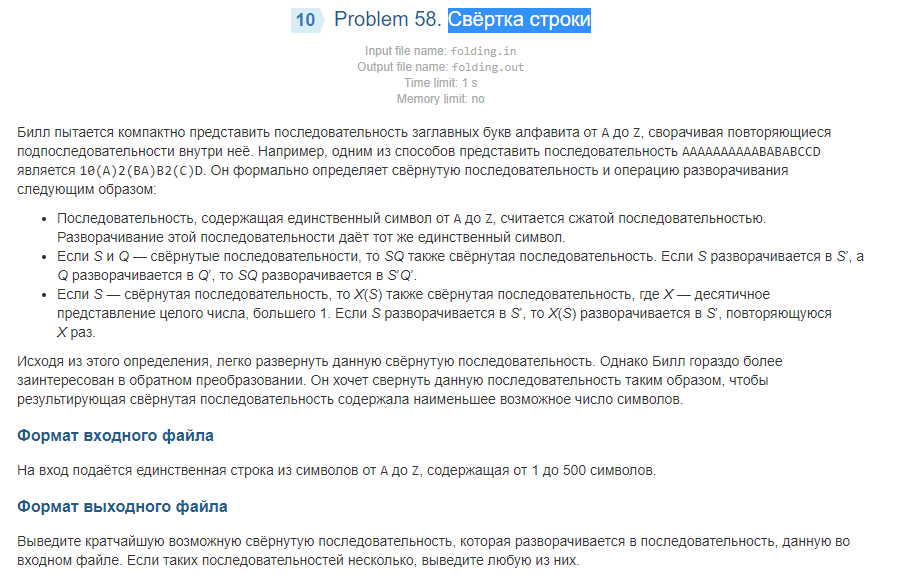 10 Problem 58. Свёртка строки
Input file name: folding.in
Output file name: folding.out
Time limit: 1 s
Memory limit: no
Билл пытается компактно представить последовательность заглавных букв алфавита от A до Z, сворачивая повторяющиеся
подпоследовательности внутри неё. Например, одним из способов представить последовательность AAAAAAAAAABABABCCD
является 10(A)2(BA)B2(C)D. Он формально определяет свёрнутую последовательность и операцию разворачивания
следующим образом:
• Последовательность, содержащая единственный символ от A до Z, считается сжатой последовательностью.
Разворачивание этой последовательности даёт тот же единственный символ.
• Если S и Q — свёрнутые последовательности, то SQ также свёрнутая последовательность. Если S разворачивается в S', а
Q разворачивается в Q', то SQ разворачивается в S'Q'.
• Если S — свёрнутая последовательность, то X(S) также свёрнутая последовательность, где X — десятичное
представление целого числа, большего 1. Если S разворачивается в S', то X(S) разворачивается в S', повторяющуюся
X раз.
Исходя из этого определения, легко развернуть данную свёрнутую последовательность. Однако Билл гораздо более
заинтересован в обратном преобразовании. Он хочет свернуть данную последовательность таким образом, чтобы
результирующая свёрнутая последовательность содержала наименьшее возможное число символов.
Формат входного файла
На вход подаётся единственная строка из символов от A до Z, содержащая от 1 до 500 символов.
Формат выходного файла
Выведите кратчайшую возможную свёрнутую последовательность, которая разворачивается в последовательность, данную во
входном файле. Если таких последовательностей несколько, выведите любую из них.